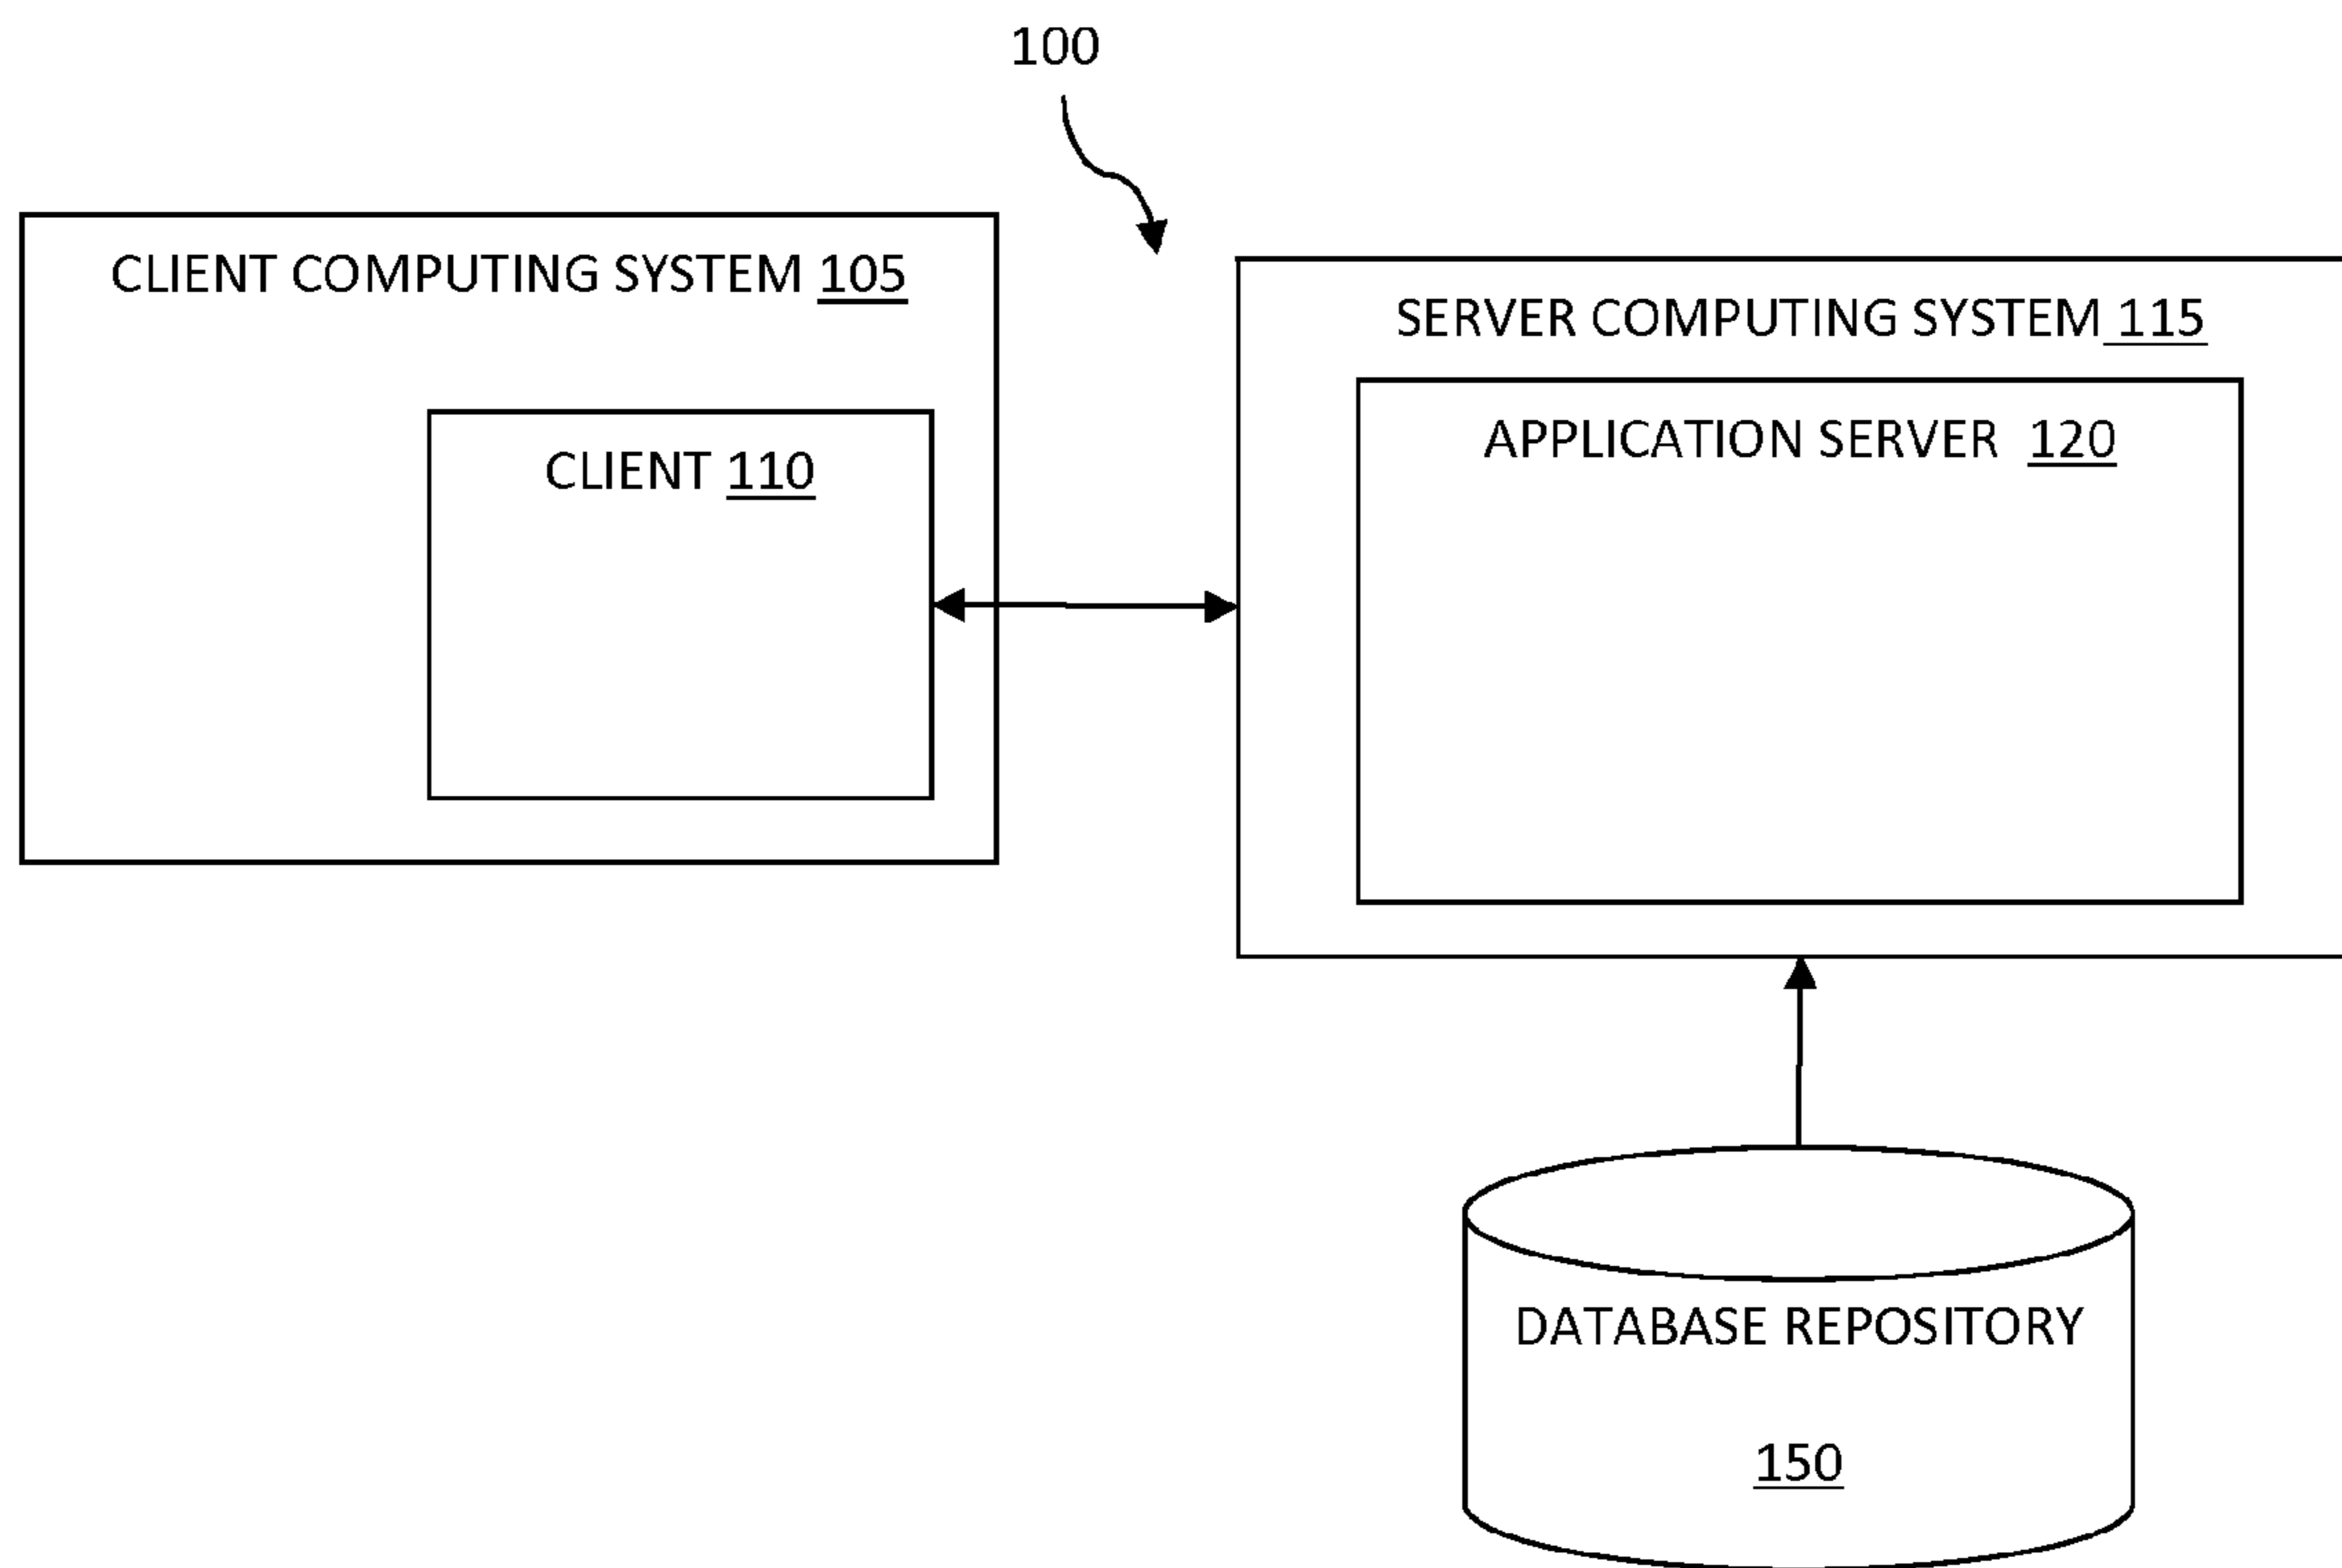 100
CLIENT COMPUTING SYSTEM 105
SERVER COMPUTING SYSTEM 115
CLIENT 110
APPLICATION SERVER 120
DATABASE REPOSITORY
150